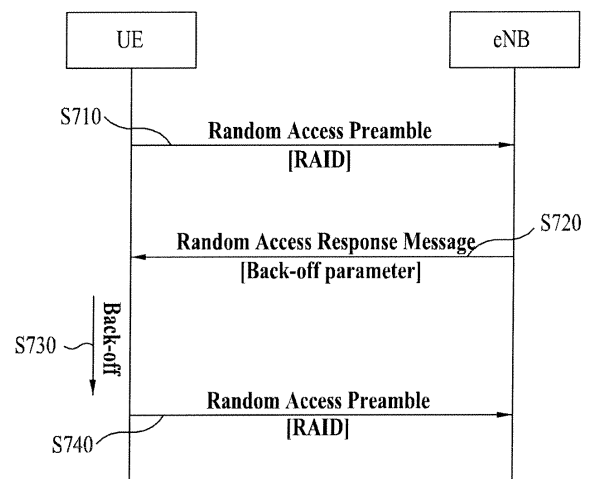 UE
eNB
S710
Random Access Preamble
[RAID]
S720
Random Access Response Message
[Back-off parameter]
Back-off
S730
Random Access Preamble
[RAID]
S740